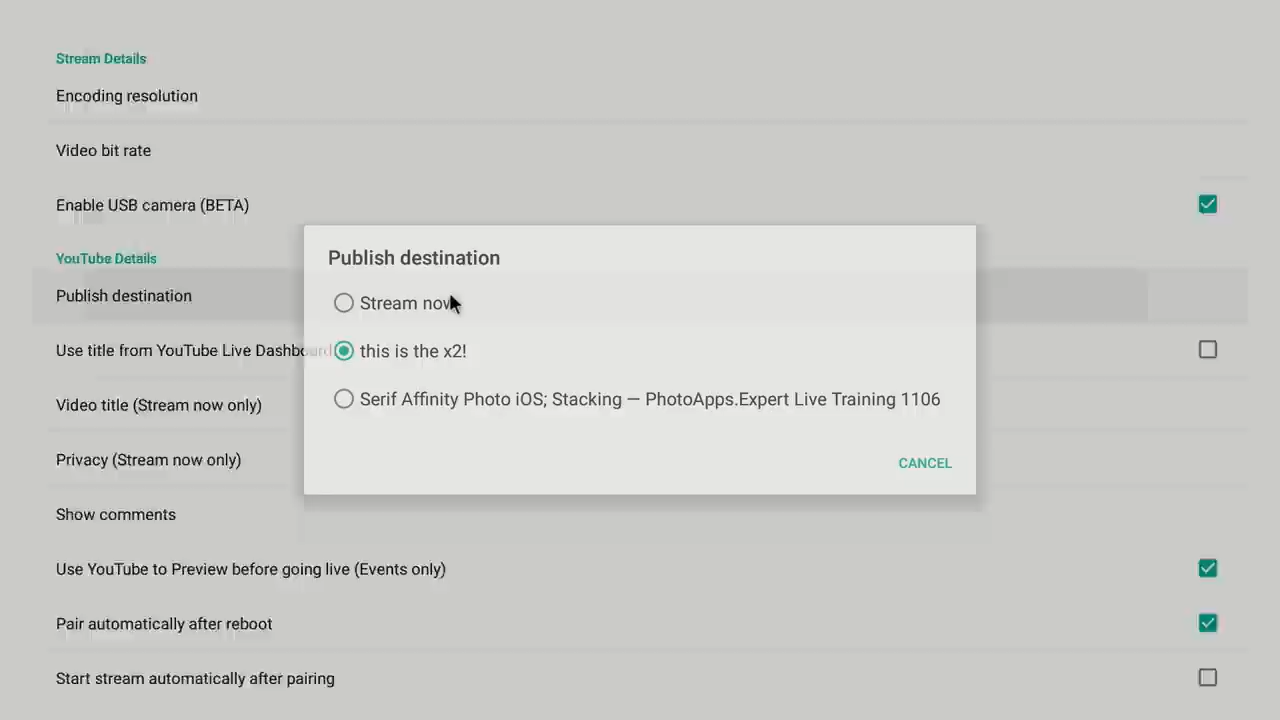 Stream Details
Encoding resolution
Video bit rate
Enable USB camera (BETA)
YouTube Details
Publish destination
Use title from YouTube Live Dashboard
Video title (Stream now only)
Privacy (Stream now only)
Show comments
Use YouTube to Preview before going live (Events only)
Pair automatically after reboot
Start stream automatically after pairing
Publish destination
Stream now
this is the x2!
Serif Affinity Photo iOS; Stacking — PhotoApps.Expert Live Training 1106
CANCEL